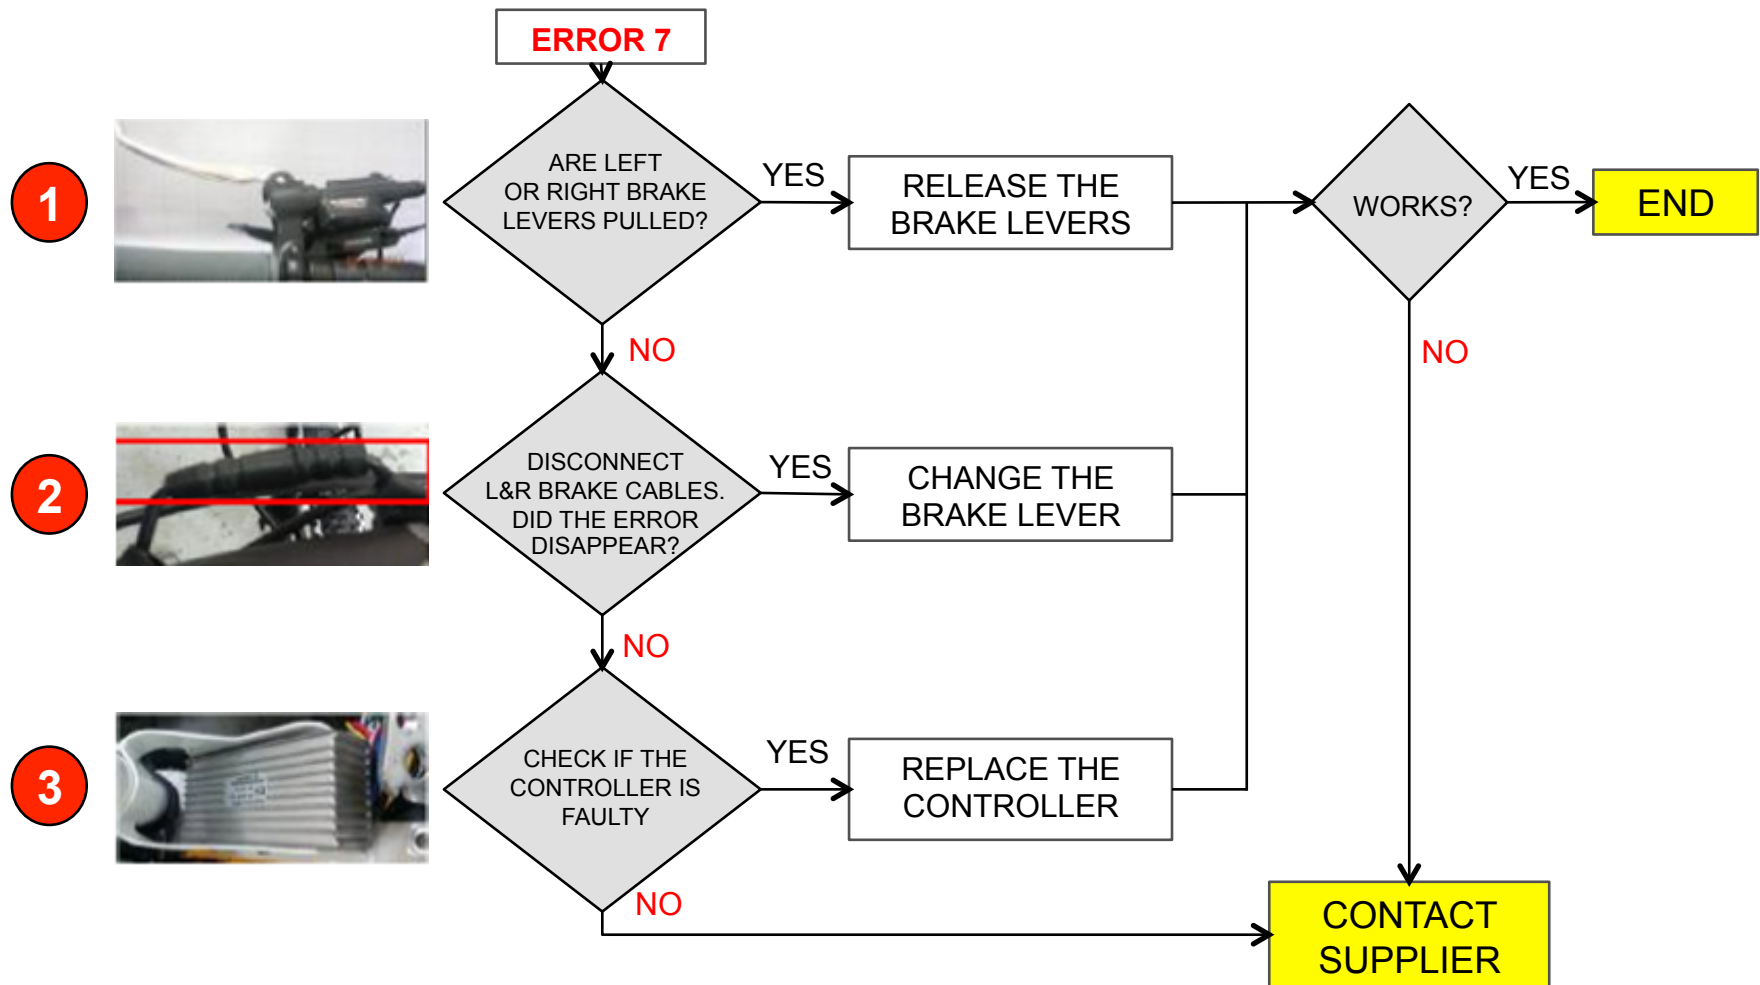 ERROR 7
1
ARE LEFT
OR RIGHT BRAKE
LEVERS PULLED?
YES
RELEASE THE
BRAKE LEVERS
WORKS?
YES
END
NO
NO
2
DISCONNECT
L&R BRAKE CABLES.
DID THE ERROR
DISAPPEAR?
YES
CHANGE THE
BRAKE LEVER
NO
3
CHECK IF THE
CONTROLLER IS
FAULTY
YES
REPLACE THE
CONTROLLER
NO
CONTACT
SUPPLIER